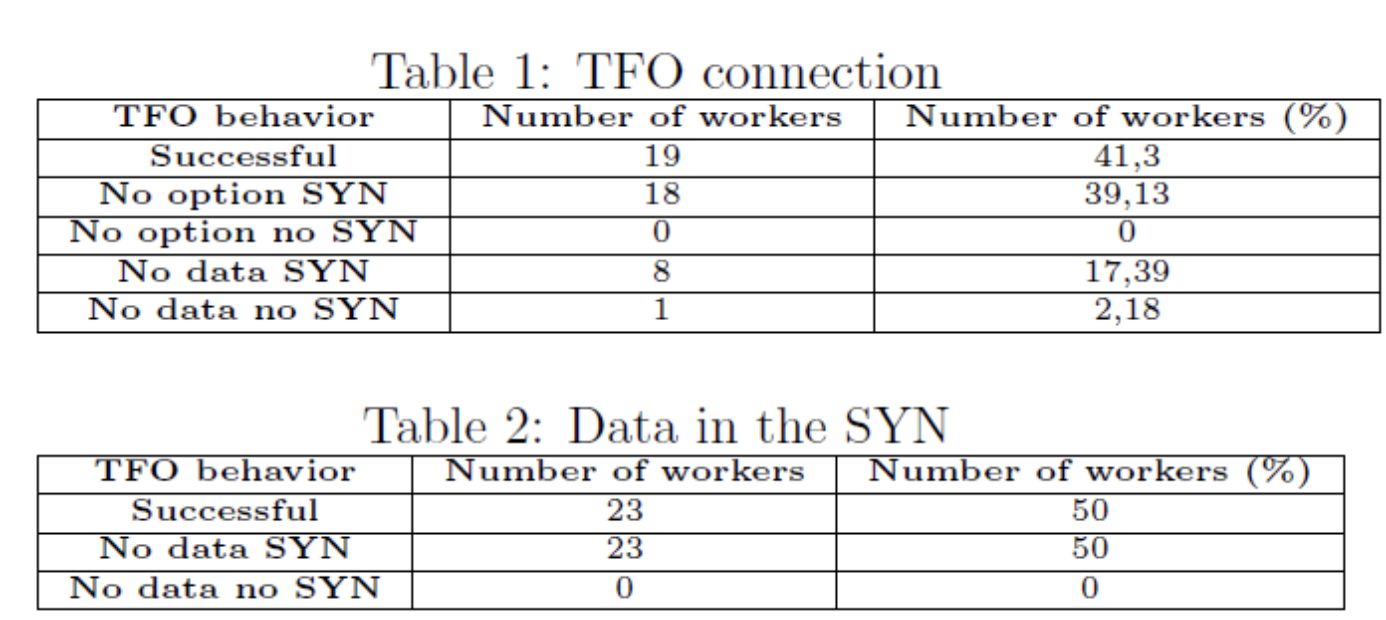 Table 1: TFO connection
TFO behavior Number of workers Number of workers (%)
Successful 19 41,3
No option SYN 18 39,13
No option no SYN 0 0
No data SYN 8 17,39
No data no SYN 1 2,18
Table 2: Data in the SYN
TFO behavior Number of workers Number of workers (%)
Successful 23 50
No data SYN 23 50
No data no SYN 0 0